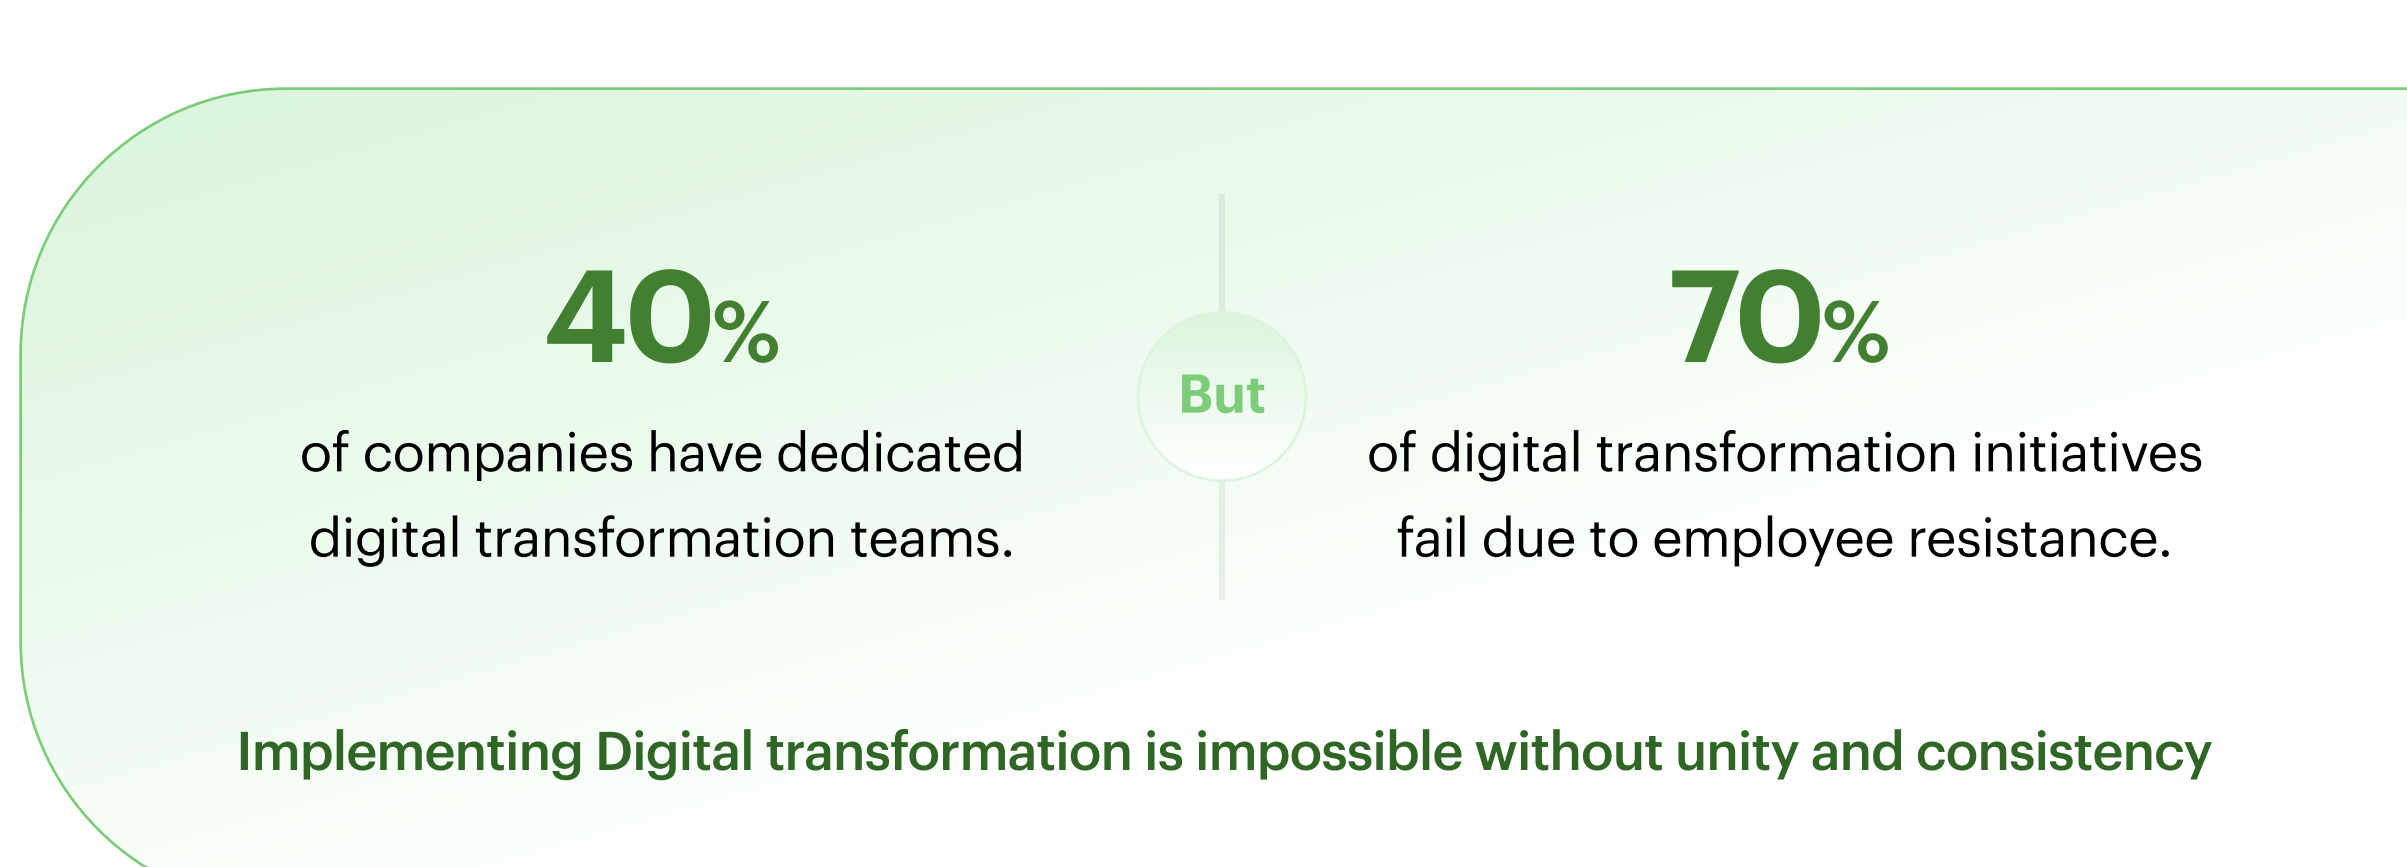 40%
of companies have dedicated
digital transformation teams.
But
70%
of digital transformation initiatives
fail due to employee resistance.
Implementing Digital transformation is impossible without unity and consistency